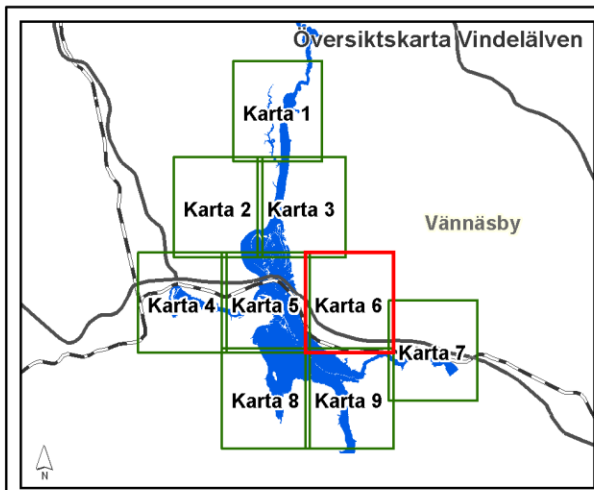 Översiktskarta Vindelälven
Karta 1
Karta 2
Karta 3
Vännäsby
Karta 4
Karta 5
Karta 6
Karta 7
Karta 8
Karta 9
N